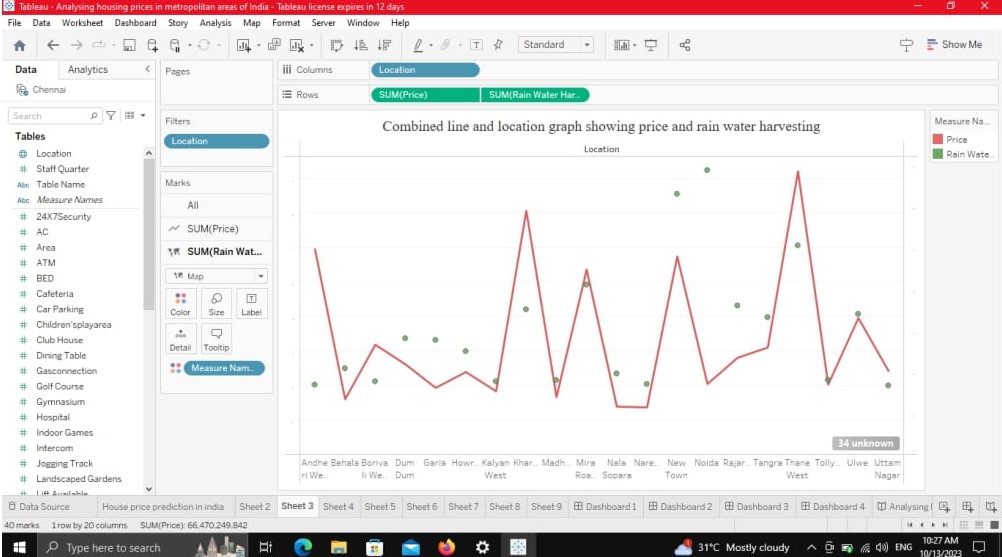 Tableau - Analysing housing prices in metropolitan areas of India - Tableau license expires in 12 days
File Data Worksheet Dashboard Story Analysis Map Format Server Window Help
Standard Show Me
Data Analytics
Chennai
Search
Tables
Location
Staff Quarter
Abc Table Name
Abc Measure Names
24X7Security
AC
Area
ATM
BED
Cafeteria
Car Parking
Children'splayarea
Club House
Dining Table
Gasconnection
Golf Course
Gymnasium
Hospital
Indoor Games
Intercom
Jogging Track
Landscaped Gardens
Lift Available
Pages
Filters
Location
Marks
All
SUM(Price)
SUM(Rain Wat...
Map
Color Size Label
Detail Tooltip
Measure Nam..
Columns Location
Rows SUM(Price) SUM(Rain Water Har..
Combined line and location graph showing price and rain water harvesting
Location
34 unknown
Andhe Behala Boriva Dum Garia Howr.. Kalyan Khar.. Madh.. Mira Nala Nare.. New Noida Rajar.. Tangra Thane Tolly.. Ulwe Uttam
ri We.. li We.. Dum West Roa.. Sopara Town West Nagar
Measure Na...
Price
Rain Wate..
Data Source House price prediction in india Sheet 2 Sheet 3 Sheet 4 Sheet 5 Sheet 6 Sheet 7 Sheet 8 Sheet 9 Dashboard 1 Dashboard 2 Dashboard 3 Dashboard 4 Analysing
40 marks 1 row by 20 columns SUM(Price): 66,470,249,842
Type here to search 31°C Mostly cloudy ENG 10:27 AM
10/13/2023